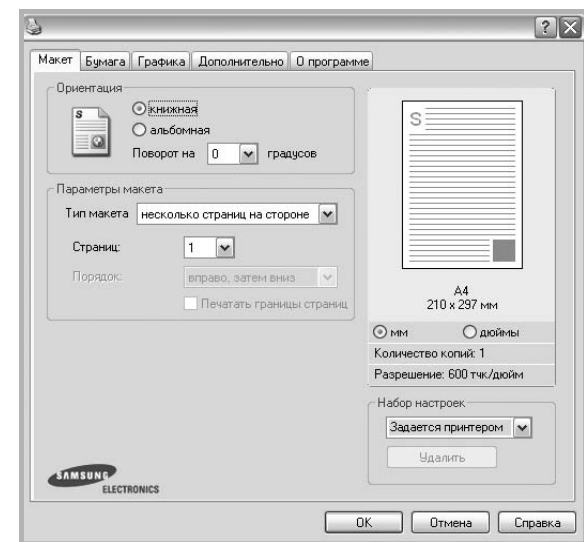 Макет Бумага Графика Дополнительно О программе
Ориентация
S
книжная
альбомная
Поворот на 0 градусов
Параметры макета
Тип макета несколько страниц на стороне
Страниц: 1
Порядок: вправо, затем вниз
Печатать границы страниц
S
A4
210 x 297 мм
мм дюймы
Количество копий: 1
Разрешение: 600 тчк/дюйм
Набор настроек
Задается принтером
Удалить
SAMSUNG
ELECTRONICS
OK Отмена Справка